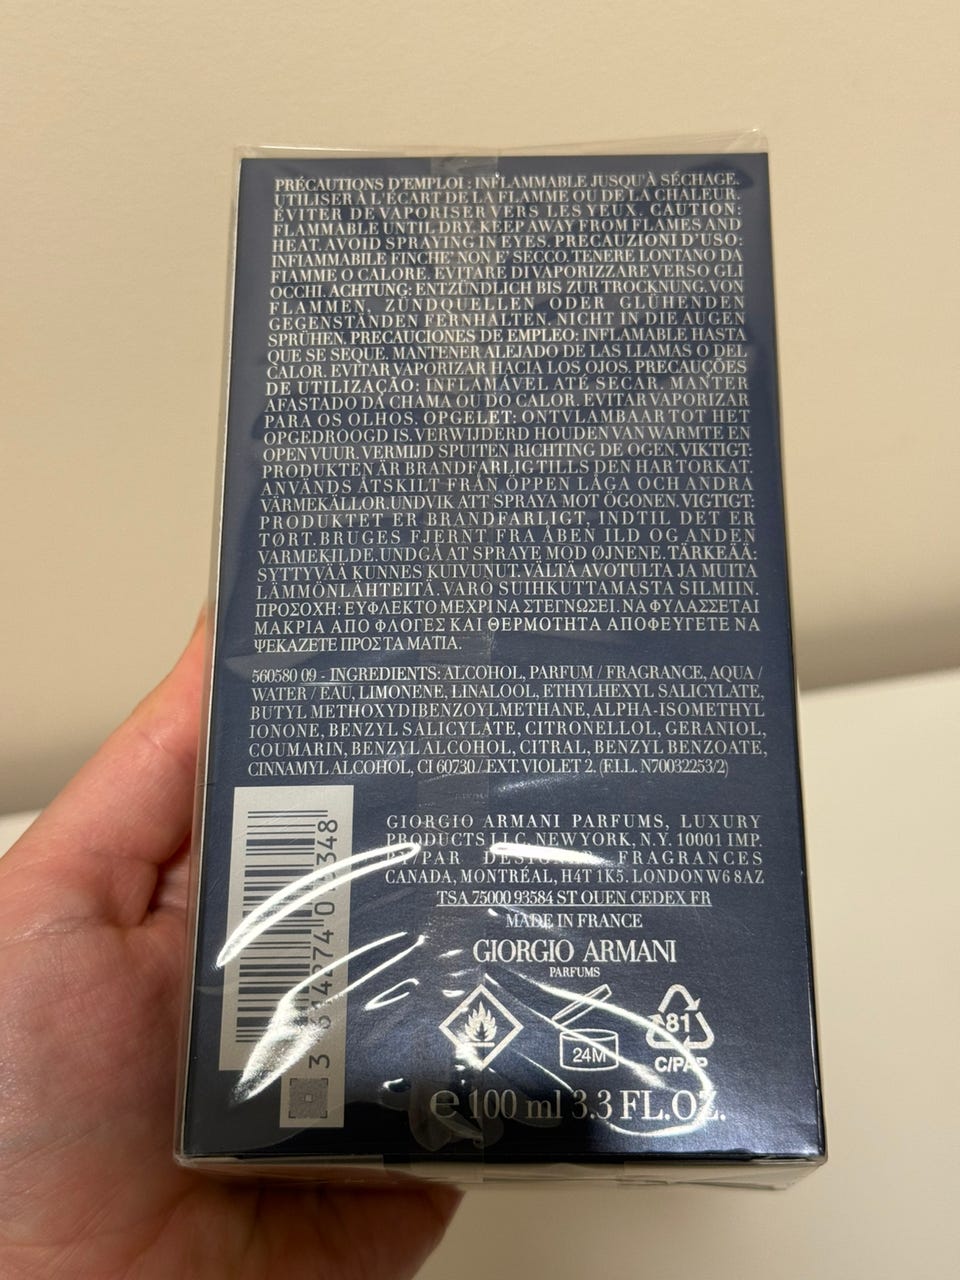 PRÉCAUTIONS D'EMPLOI : INFLAMMABLE JUSQU'À SÉCHAGE.
UTILISER À L'ÉCART DE LA FLAMME OU DE LA CHALEUR.
ÉVITER DE VAPORISER VERS LES YEUX. CAUTION:
FLAMMABLE UNTIL DRY. KEEP AWAY FROM FLAMES AND
HEAT. AVOID SPRAYING IN EYES. PRECAUZIONI D'USO:
INFIAMMABILE FINCHE' NON E' SECCO. TENERE LONTANO DA
FIAMME O CALORE. EVITARE DI VAPORIZZARE VERSO GLI
OCCHI. ACHTUNG: ENTZÜNDLICH BIS ZUR TROCKNUNG. VON
FLAMMEN, ZÜNDQUELLEN ODER GLÜHENDEN
GEGENSTÄNDEN FERNHALTEN. NICHT IN DIE AUGEN
SPRÜHEN. PRECAUCIONES DE EMPLEO: INFLAMABLE HASTA
QUE SE SEQUE. MANTENER ALEJADO DE LAS LLAMAS O DEL
CALOR. EVITAR VAPORIZAR HACIA LOS OJOS. PRECAUÇÕES
DE UTILIZAÇÃO: INFLAMÁVEL ATÉ SECAR. MANTER
AFASTADO DA CHAMA OU DO CALOR. EVITAR VAPORIZAR
PARA OS OLHOS. OPGELET: ONTVLAMBAAR TOT HET
OPGEDROOGD IS. VERWIJDERD HOUDEN VAN WARMTE EN
OPEN VUUR. VERMIJD SPUITEN RICHTING DE OGEN. VIKTIGT:
PRODUKTEN ÄR BRANDFARLIG TILLS DEN HAR TORKAT.
ANVÄNDS ÅTSKILT FRÅN ÖPPEN LÅGA OCH ANDRA
VÄRMEKÄLLOR. UNDVIK ATT SPRAYA MOT ÖGONEN. VIGTIGT:
PRODUKTET ER BRANDFARLIGT, INDTIL DET ER
TØRT. BRUGES FJERNT FRA ÅBEN ILD OG ANDEN
VARMEKILDE. UNDGÅ AT SPRAYE MOD ØJNENE. TÄRKEÄÄ:
SYTTYVÄÄ KUNNES KUIVUNUT. VÄLTÄ AVOTULTA JA MUITA
LÄMMÖNLÄHTEITÄ. VARO SUIHKUTTAMASTA SILMIIN.
ΠΡΟΣΟΧΗ: ΕΥΦΛΕΚΤΟ ΜΕΧΡΙ ΝΑ ΣΤΕΓΝΩΣΕΙ. ΝΑ ΦΥΛΑΣΣΕΤΑΙ
ΜΑΚΡΙΑ ΑΠΟ ΦΛΟΓΕΣ ΚΑΙ ΘΕΡΜΟΤΗΤΑ ΑΠΟΦΕΥΓΕΤΕ ΝΑ
ΨΕΚΑΖΕΤΕ ΠΡΟΣ ΤΑ ΜΑΤΙΑ.
560580 09 - INGREDIENTS: ALCOHOL, PARFUM / FRAGRANCE, AQUA /
WATER / EAU, LIMONENE, LINALOOL, ETHYLHEXYL SALICYLATE,
BUTYL METHOXYDIBENZOYLMETHANE, ALPHA-ISOMETHYL
IONONE, BENZYL SALICYLATE, CITRONELLOL, GERANIOL,
COUMARIN, BENZYL ALCOHOL, CITRAL, BENZYL BENZOATE,
CINNAMYL ALCOHOL, CI 60730 / EXT. VIOLET 2. (F.I.L. N70032253/2)
GIORGIO ARMANI PARFUMS, LUXURY
PRODUCTS LLC, NEW YORK, N.Y. 10001 IMP.
BY/PAR DESIGNER FRAGRANCES
CANADA, MONTRÉAL, H4T 1K5. LONDON W6 8AZ
TSA 75000 93584 ST OUEN CEDEX FR
MADE IN FRANCE
GIORGIO ARMANI
PARFUMS
24M
81
C/PAP
e 100 ml 3.3 FL.OZ.